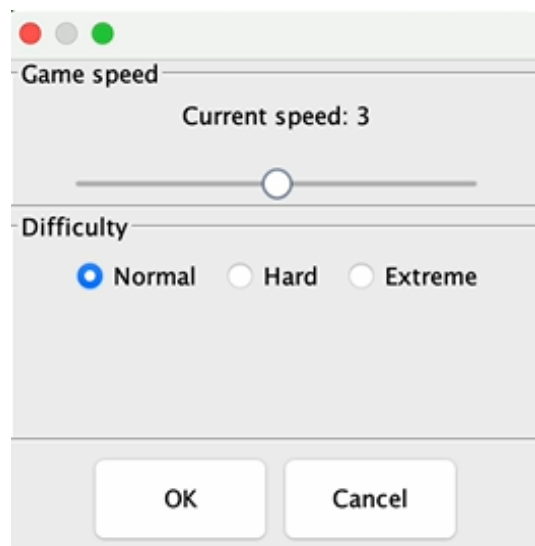 Game speed
Current speed: 3
Difficulty
Normal Hard Extreme
OK Cancel